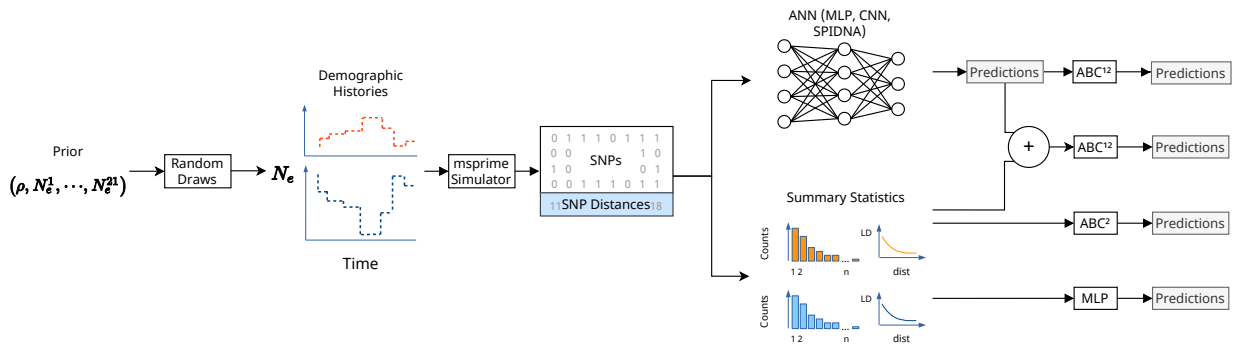 Prior
(ρ, N_e^1, ⋯, N_e^21)
Random
Draws
N_e
Demographic
Histories
Time
msprime
Simulator
0 1 1 1 0 1 1 1
0 0 1 0
SNPs
1 0 0 1
0 0 1 1 1 0 1 1
11 SNP Distances 18
ANN (MLP, CNN,
SPIDNA)
Predictions
ABC¹²
Predictions
+
ABC¹²
Predictions
Summary Statistics
ABC²
Predictions
Counts
1 2
...
n
LD
dist
MLP
Predictions
Counts
1 2
...
n
LD
dist